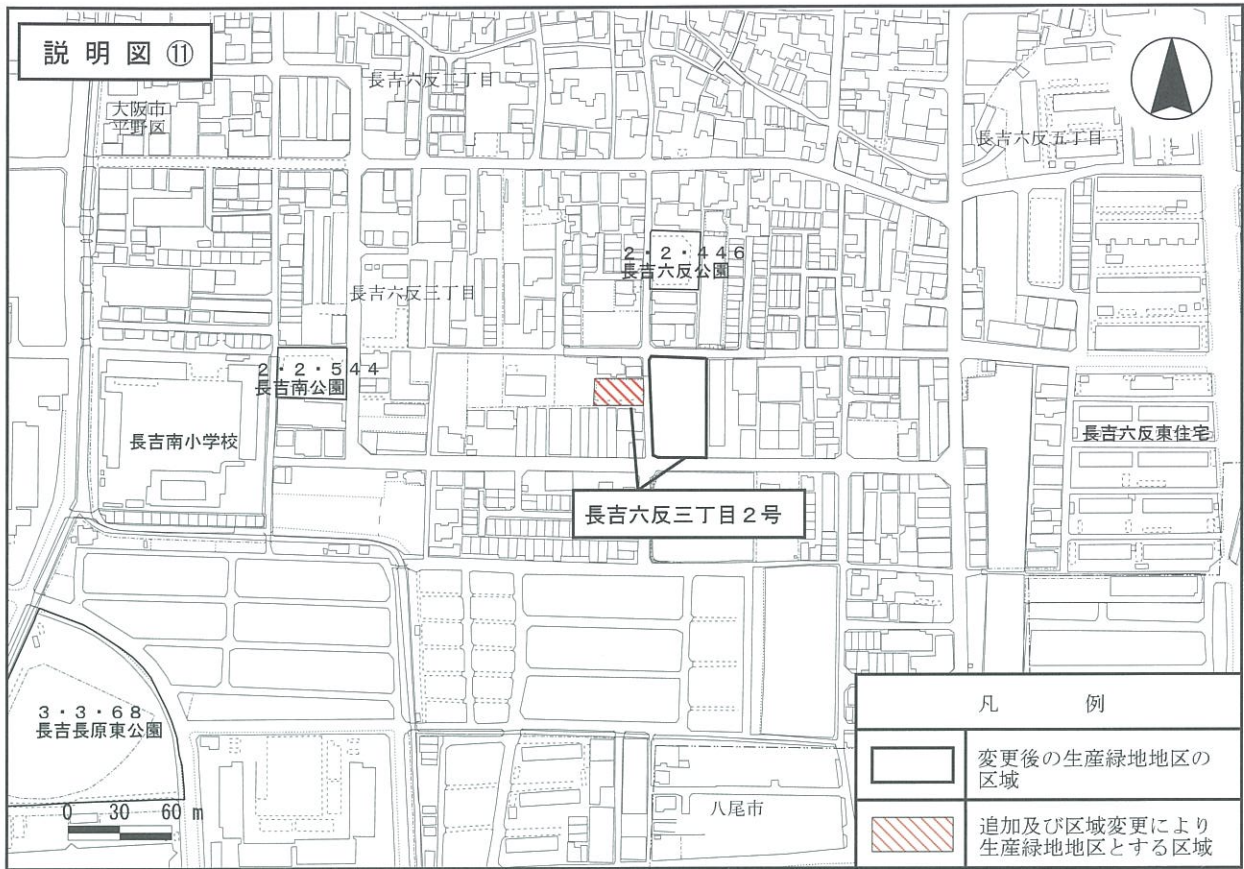 説明図 ⑪
長吉六反二丁目
大阪市
平野区
長吉六反五丁目
2・2・446
長吉六反公園
長吉六反三丁目
2・2・544
長吉南公園
長吉南小学校
長吉六反東住宅
長吉六反三丁目2号
3・3・68
長吉長原東公園
0 30 60 m
八尾市
凡例
変更後の生産緑地地区の
区域
追加及び区域変更により
生産緑地地区とする区域